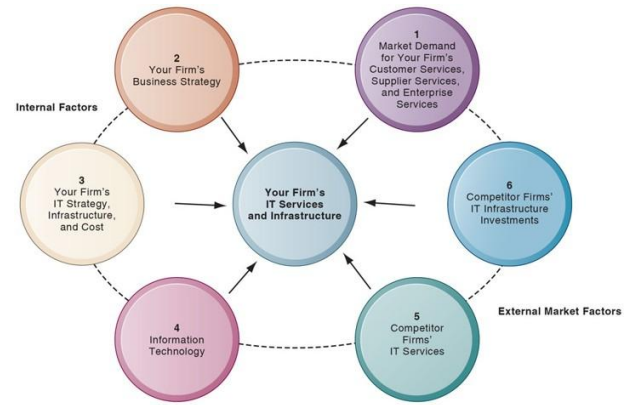 1
Market Demand
for Your Firm's
Customer Services,
Supplier Services,
and Enterprise
Services
2
Your Firm's
Business Strategy
Internal Factors
3
Your Firm's
IT Strategy,
Infrastructure,
and Cost
Your Firm's
IT Services
and Infrastructure
6
Competitor Firms'
IT Infrastructure
Investments
External Market Factors
4
Information
Technology
5
Competitor
Firms'
IT Services